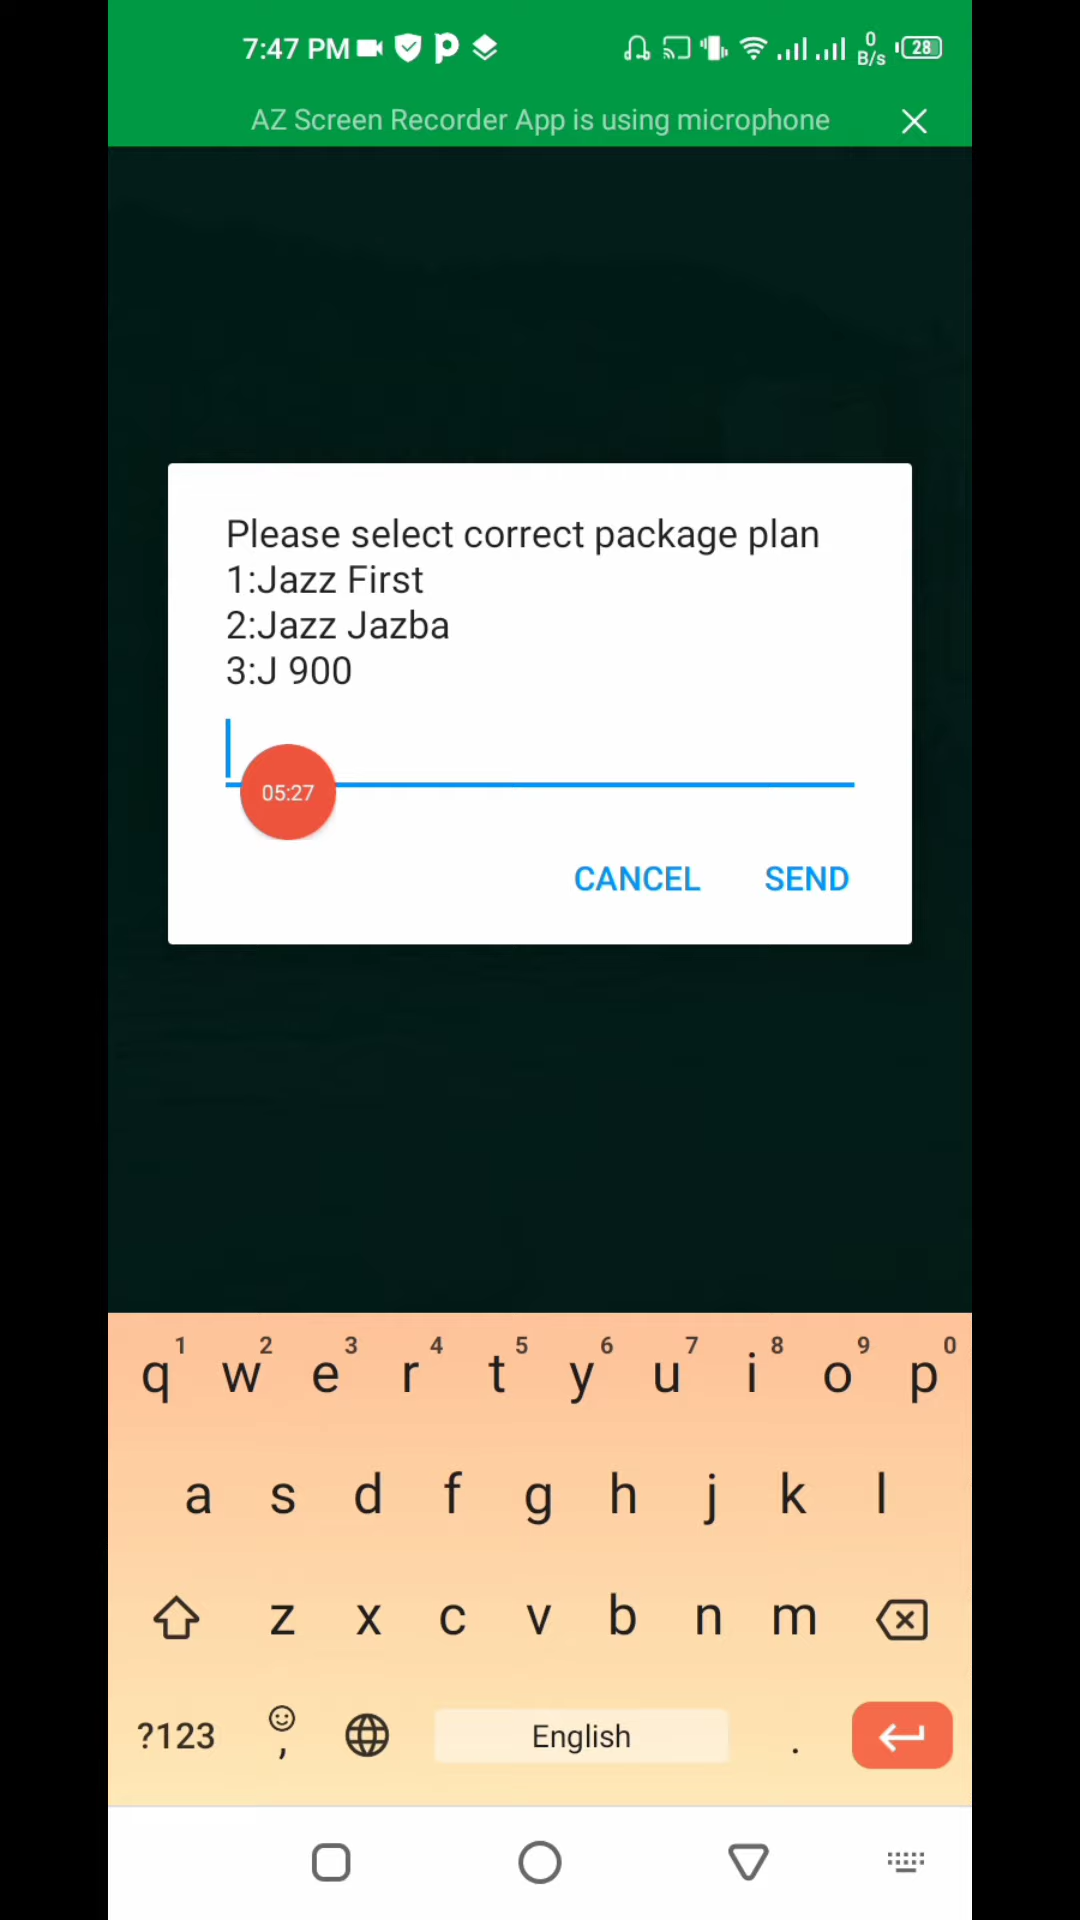 7:47 PM 0 B/s 28
AZ Screen Recorder App is using microphone
Please select correct package plan
1:Jazz First
2:Jazz Jazba
3:J 900
05:27
CANCEL SEND
1 2 3 4 5 6 7 8 9 0
q w e r t y u i o p
a s d f g h j k l
z x c v b n m
?123 , English .